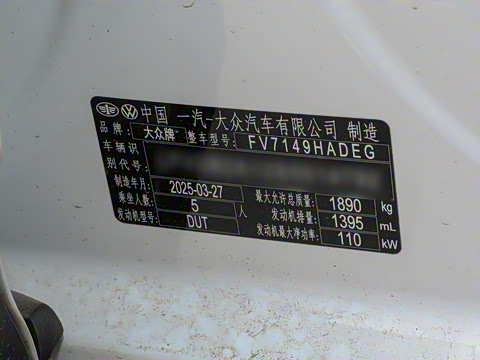 中国 一汽-大众汽车有限公司 制造
品牌: 大众牌 整车型号: FV7149HADEG
车辆识别代号:
制造年月: 2025-03-27 最大允许总质量: 1890 kg
乘坐人数: 5 人 发动机排量: 1395 mL
发动机型号: DUT 发动机最大净功率: 110 kW